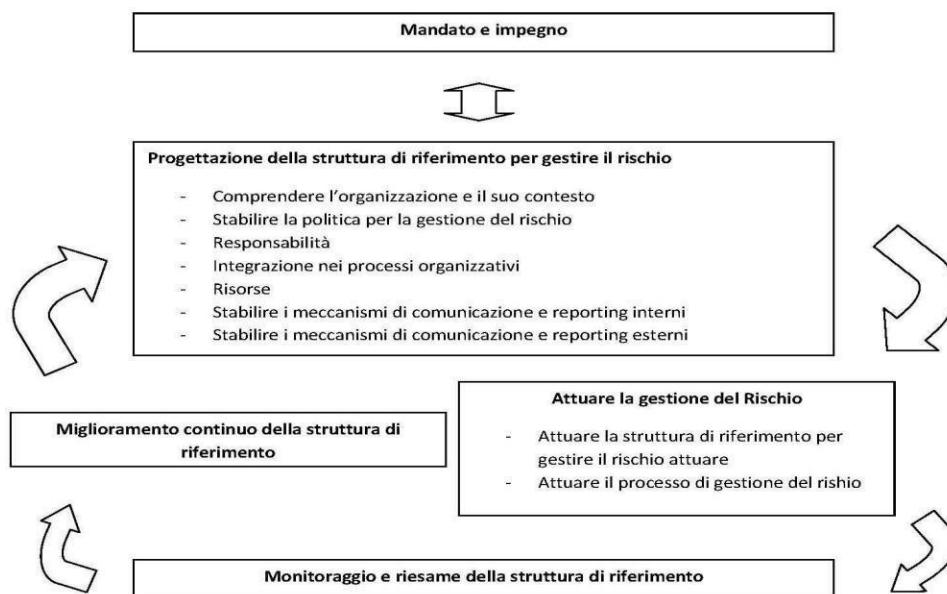 Mandato e impegno
Progettazione della struttura di riferimento per gestire il rischio
- Comprendere l'organizzazione e il suo contesto
- Stabilire la politica per la gestione del rischio
- Responsabilità
- Integrazione nei processi organizzativi
- Risorse
- Stabilire i meccanismi di comunicazione e reporting interni
- Stabilire i meccanismi di comunicazione e reporting esterni
Attuare la gestione del Rischio
- Attuare la struttura di riferimento per
gestire il rischio attuare
- Attuare il processo di gestione del rishio
Miglioramento continuo della struttura di
riferimento
Monitoraggio e riesame della struttura di riferimento